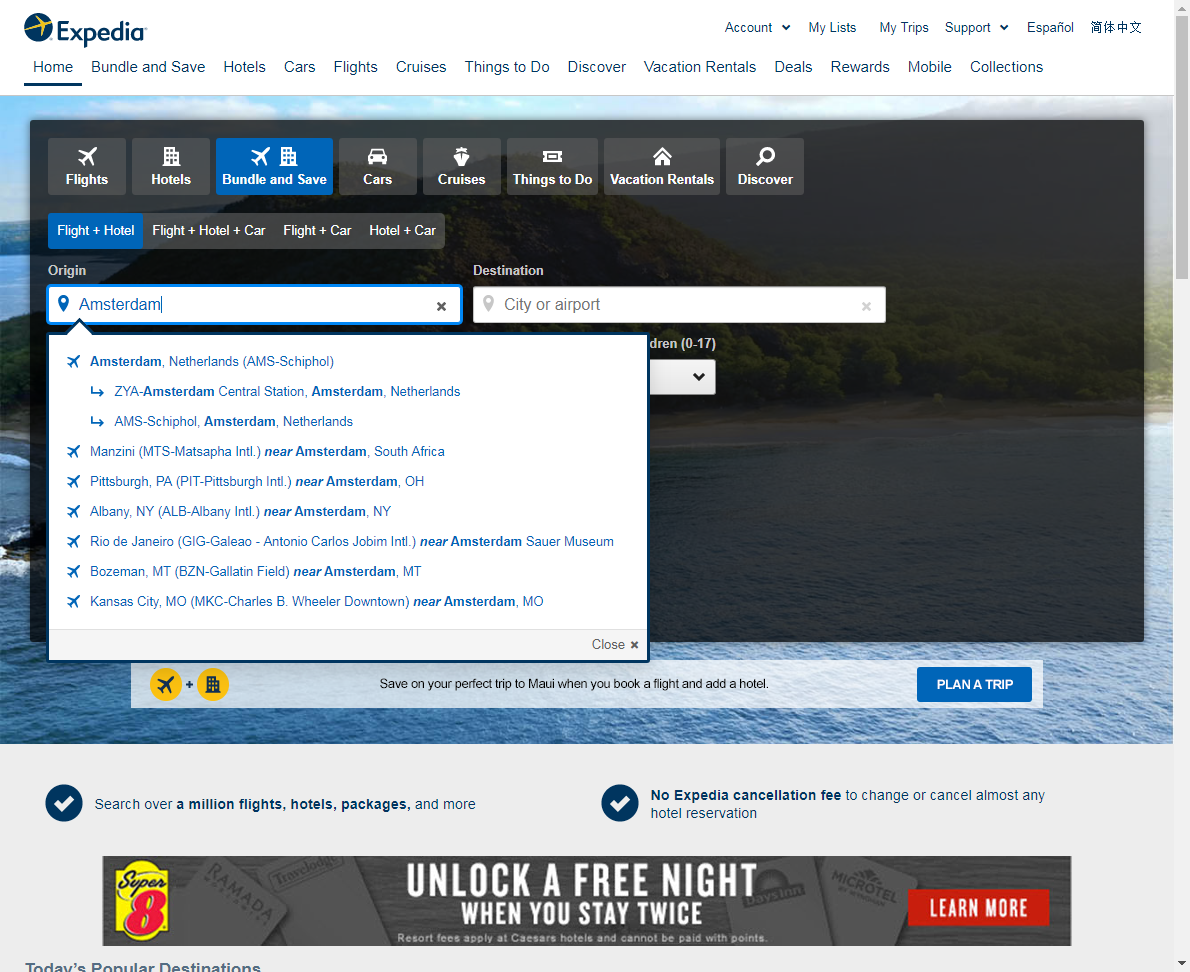 Expedia
Account My Lists My Trips Support Español 简体中文
Home Bundle and Save Hotels Cars Flights Cruises Things to Do Discover Vacation Rentals Deals Rewards Mobile Collections
Flights Hotels Bundle and Save Cars Cruises Things to Do Vacation Rentals Discover
Flight + Hotel Flight + Hotel + Car Flight + Car Hotel + Car
Origin Destination
Amsterdam City or airport
dren (0-17)
Amsterdam, Netherlands (AMS-Schiphol)
ZYA-Amsterdam Central Station, Amsterdam, Netherlands
AMS-Schiphol, Amsterdam, Netherlands
Manzini (MTS-Matsapha Intl.) near Amsterdam, South Africa
Pittsburgh, PA (PIT-Pittsburgh Intl.) near Amsterdam, OH
Albany, NY (ALB-Albany Intl.) near Amsterdam, NY
Rio de Janeiro (GIG-Galeao - Antonio Carlos Jobim Intl.) near Amsterdam Sauer Museum
Bozeman, MT (BZN-Gallatin Field) near Amsterdam, MT
Kansas City, MO (MKC-Charles B. Wheeler Downtown) near Amsterdam, MO
Close ×
+ Save on your perfect trip to Maui when you book a flight and add a hotel. PLAN A TRIP
Search over a million flights, hotels, packages, and more
No Expedia cancellation fee to change or cancel almost any
hotel reservation
Super 8
RAMADA
Travelodge
UNLOCK A FREE NIGHT
WHEN YOU STAY TWICE
Resort fees apply at Caesars hotels and cannot be paid with points.
Days Inn
MICROTEL
BY WYNDHAM
LEARN MORE
Today's Popular Destinations